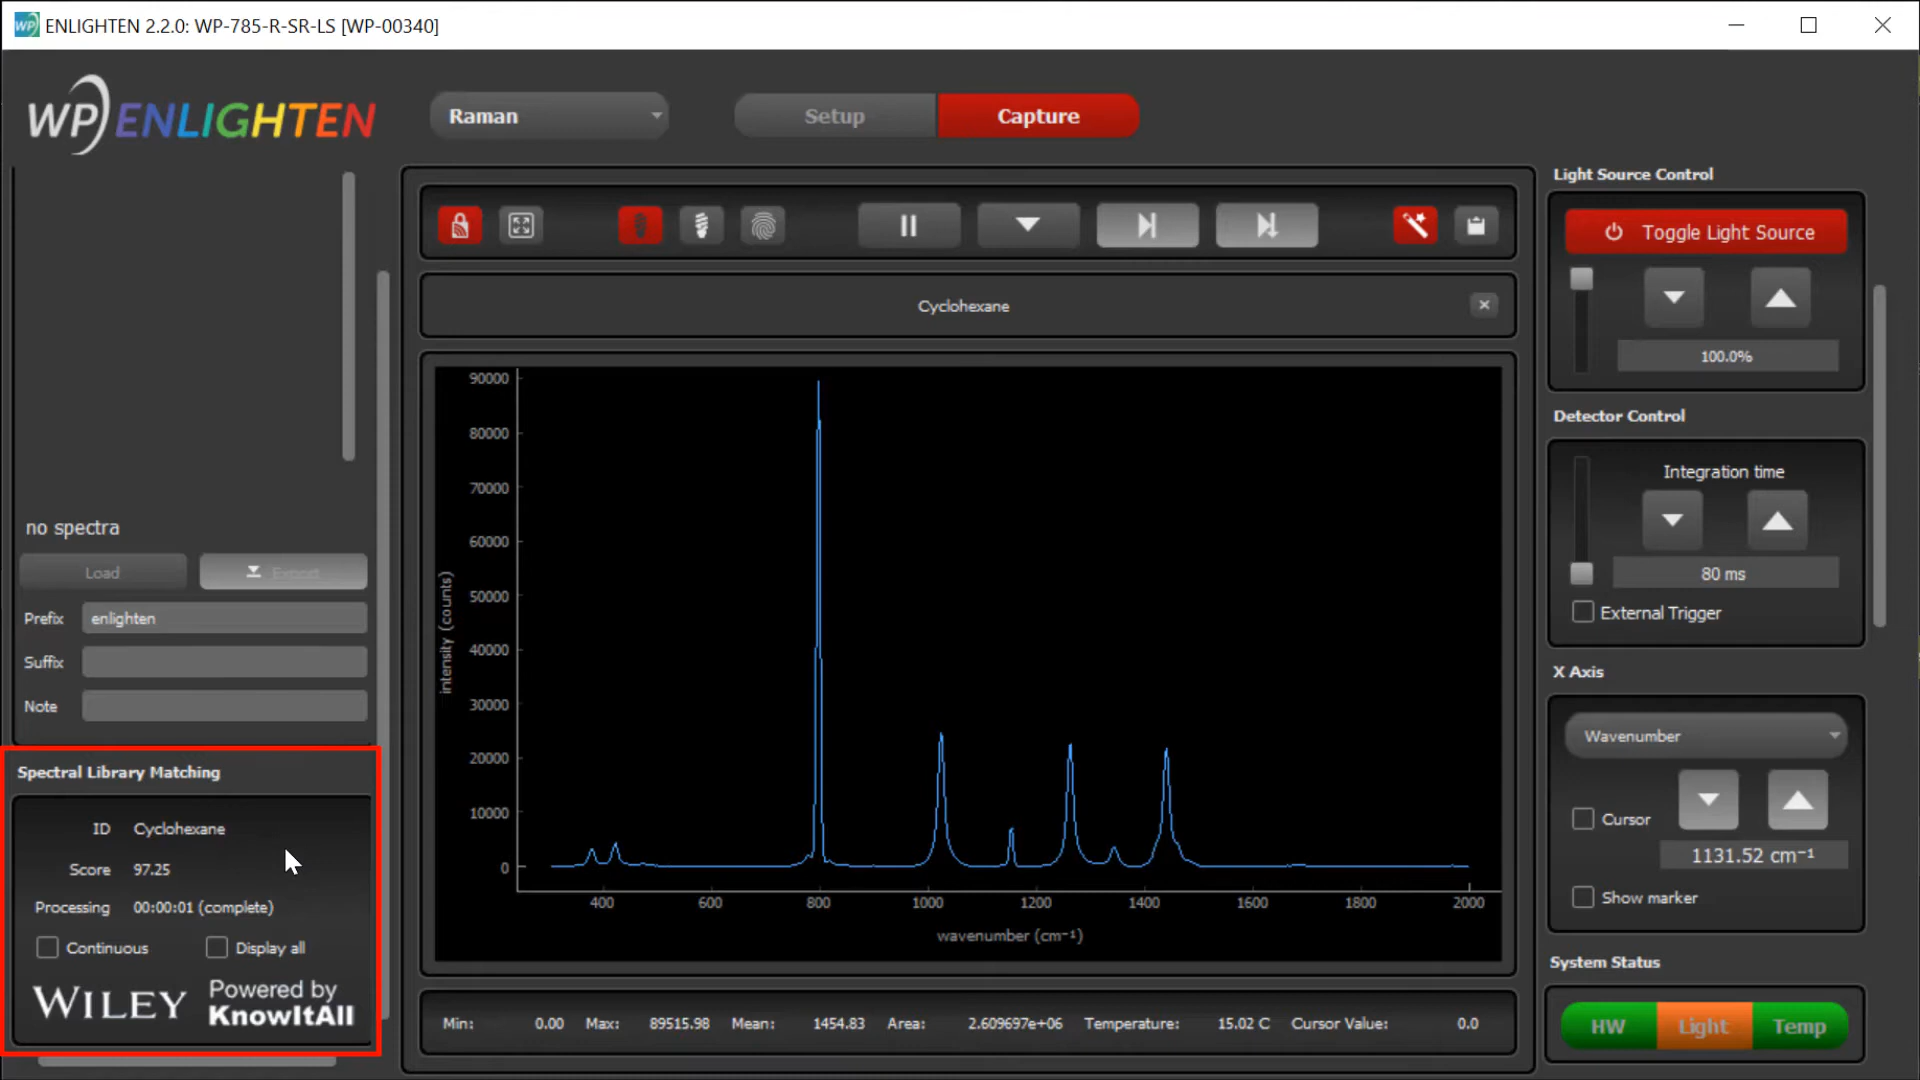 WP ENLIGHTEN 2.2.0: WP-785-R-SR-LS [WP-00340]
WP ENLIGHTEN
Raman
Setup
Capture
no spectra
Load
Export
Prefix enlighten
Suffix
Note
Spectral Library Matching
ID Cyclohexane
Score 97.25
Processing 00:00:01 (complete)
Continuous Display all
WILEY Powered by
KnowItAll
Cyclohexane
90000
80000
70000
60000
50000
40000
30000
20000
10000
0
intensity (counts)
400 600 800 1000 1200 1400 1600 1800 2000
wavenumber (cm⁻¹)
Min: 0.00 Max: 89515.98 Mean: 1454.83 Area: 2.609697e+06 Temperature: 15.02 C Cursor Value: 0.0
Light Source Control
Toggle Light Source
100.0%
Detector Control
Integration time
80 ms
External Trigger
X Axis
Wavenumber
Cursor
1131.52 cm⁻¹
Show marker
System Status
HW Light Temp